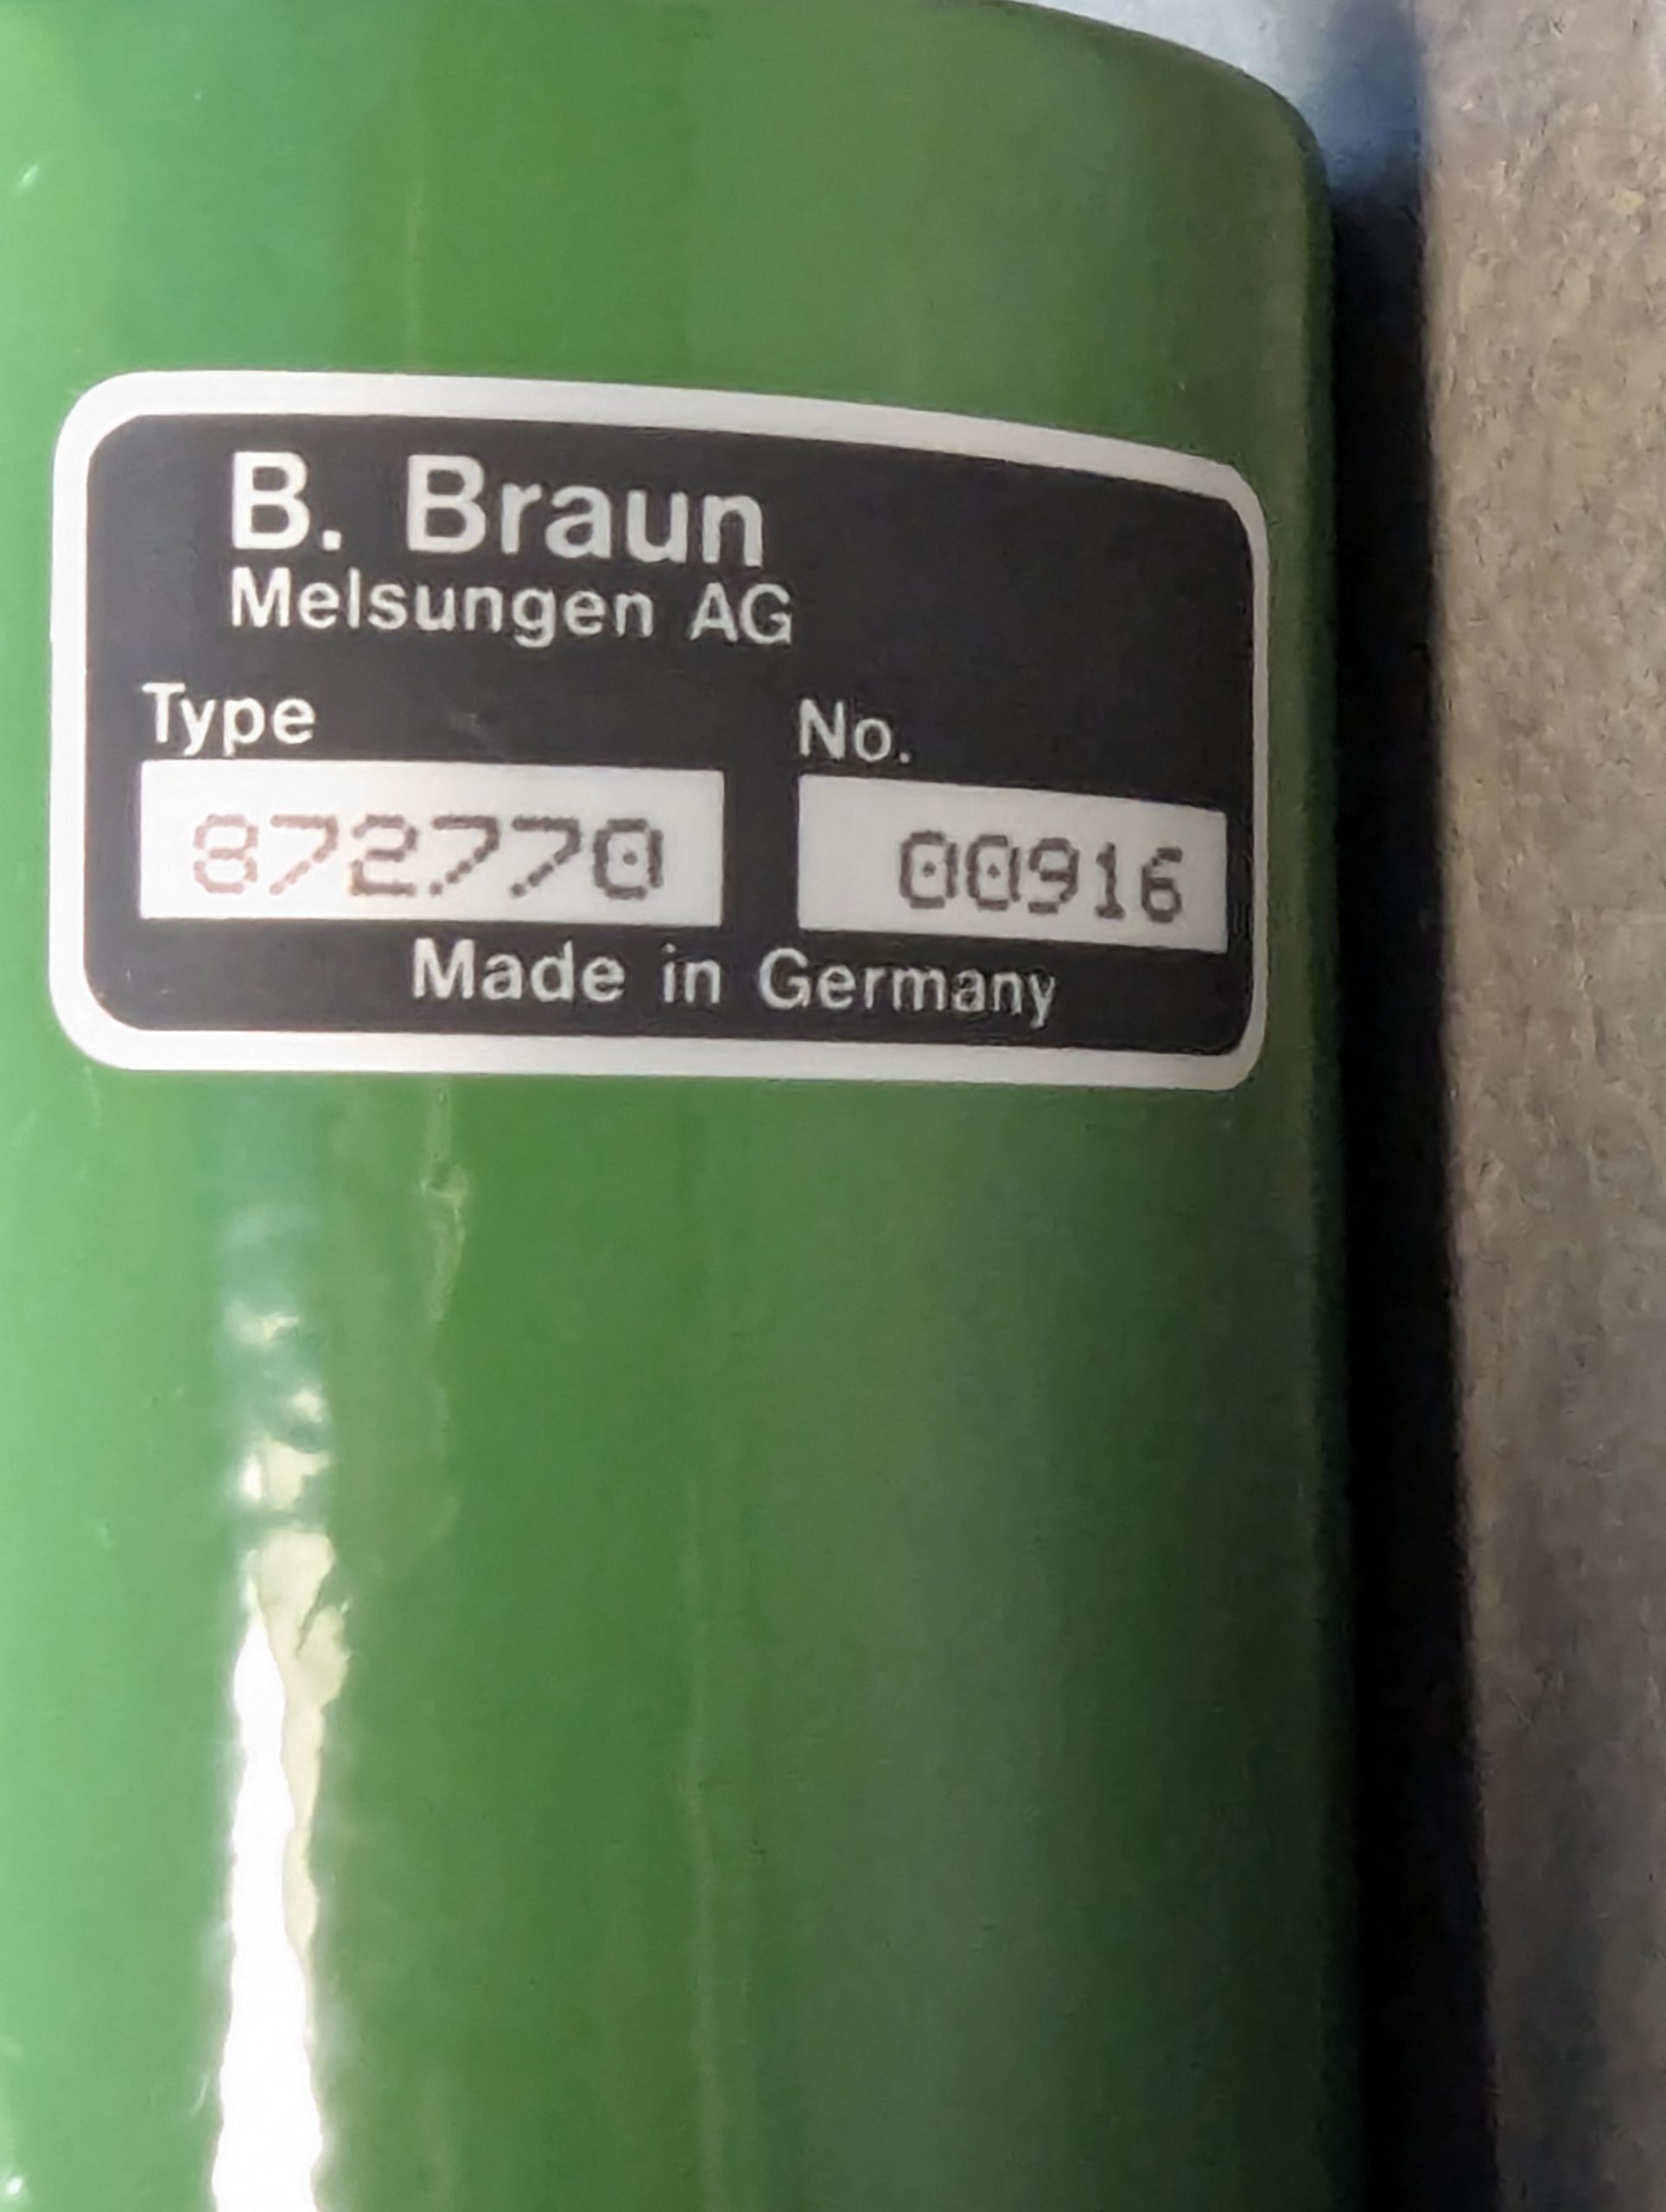 B. Braun
Melsungen AG
Type No.
872770 00916
Made in Germany